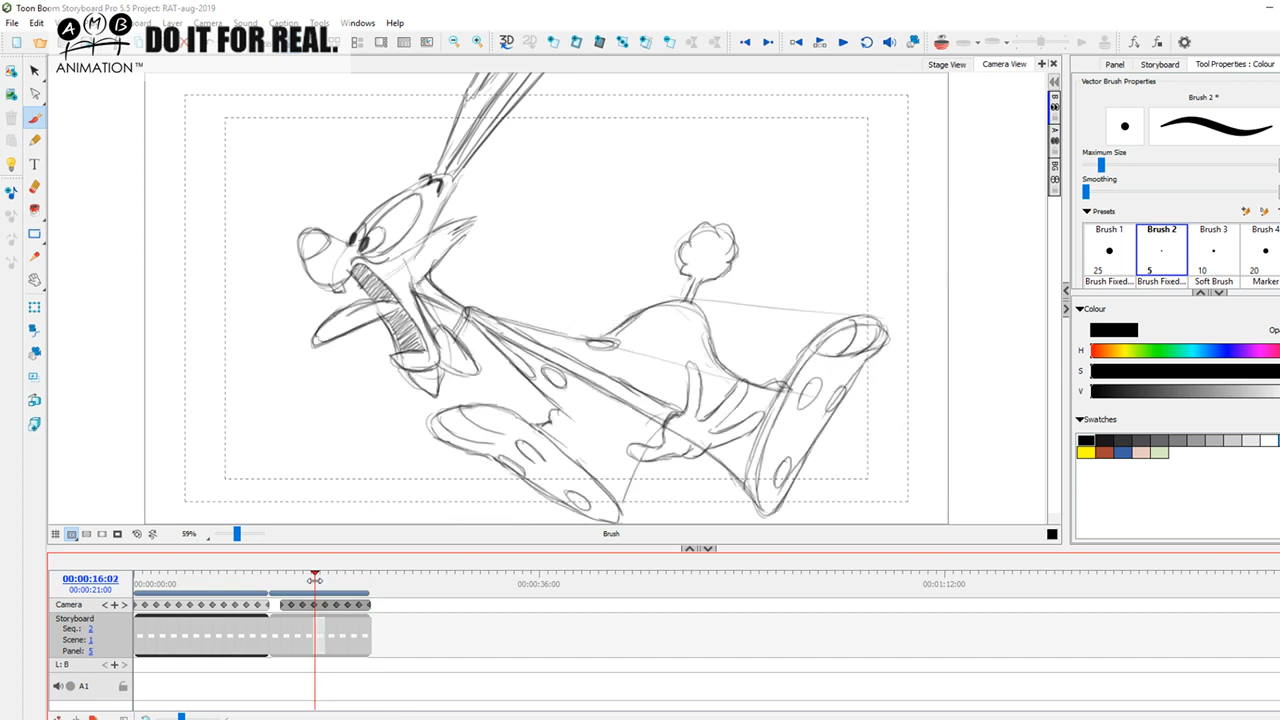 Toon Boom Storyboard Pro 5.5 Project: RAT-aug-2019
File Edit Layer Camera Sound Caption Tools Windows Help
AMB
ANIMATION™
DO IT FOR REAL.
3D 2D
Stage View Camera View
Panel Storyboard Tool Properties : Colour
Vector Brush Properties
Brush 2 *
Maximum Size
Smoothing
Presets
Brush 1 Brush 2 Brush 3 Brush 4
25 5 10 20
Brush Fixed... Brush Fixed... Soft Brush Marker
Colour
H
S
V
Swatches
B
A
BG
T
59%
Brush
00:00:16:02
00:00:21:00
00:00:00:00 00:00:36:00 00:01:12:00
Camera
Storyboard
Seq.: 2
Scene: 1
Panel: 5
L: B
A1